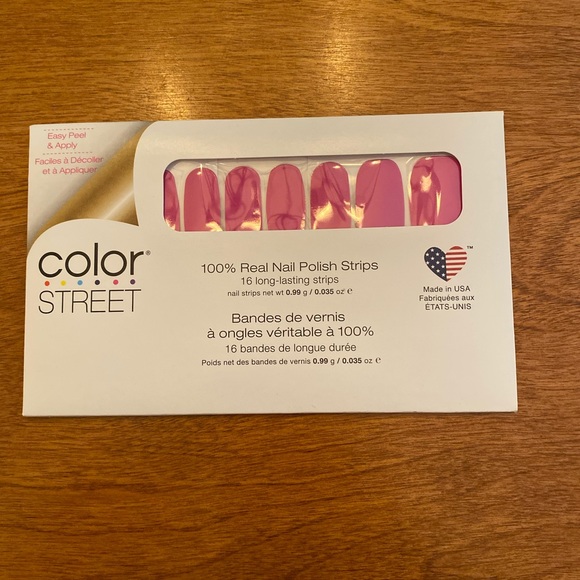 Easy Peel
& Apply
Faciles à Décoller
et à Appliquer
color®
STREET
100% Real Nail Polish Strips
16 long-lasting strips
nail strips net wt 0.99 g / 0.035 oz ℮
Bandes de vernis
à ongles véritable à 100%
16 bandes de longue durée
Poids net des bandes de vernis 0.99 g / 0.035 oz ℮
TM
Made in USA
Fabriquées aux
ÉTATS-UNIS